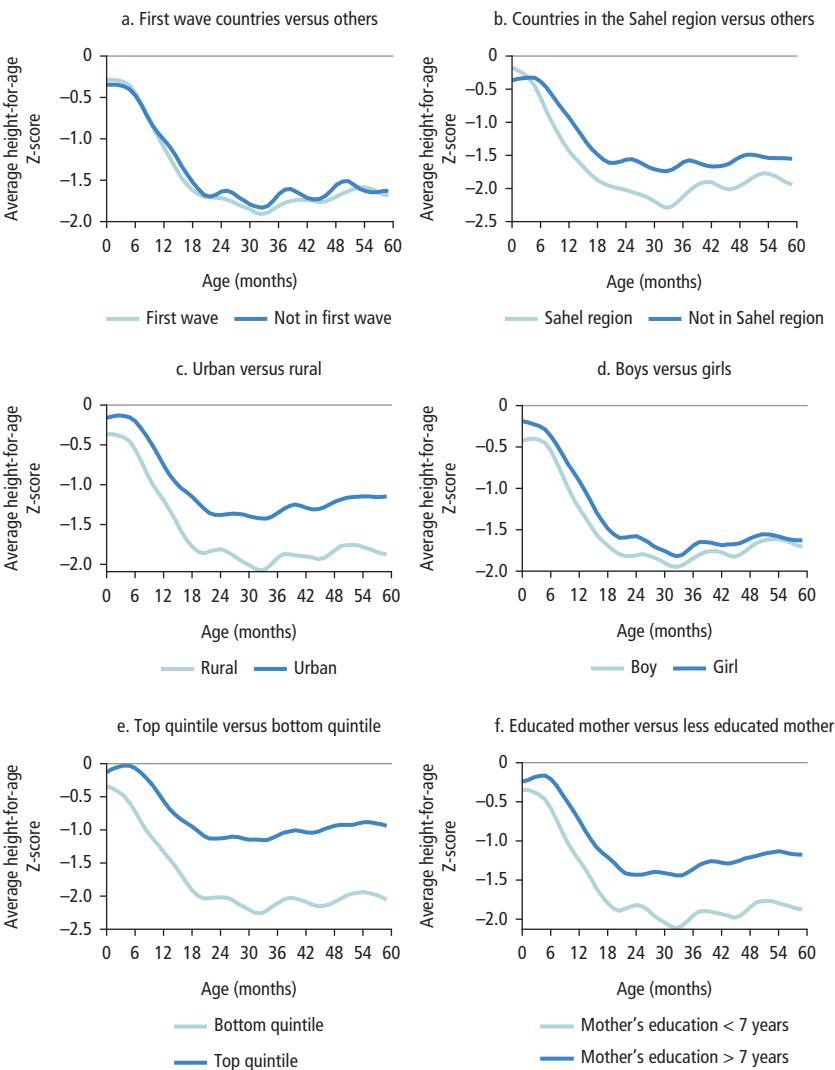 a. First wave countries versus others
0
−0.5
−1.0
−1.5
−2.0
Average height-for-age
Z-score
0 6 12 18 24 30 36 42 48 54 60
Age (months)
First wave Not in first wave
b. Countries in the Sahel region versus others
0
−0.5
−1.0
−1.5
−2.0
−2.5
Average height-for-age
Z-score
0 6 12 18 24 30 36 42 48 54 60
Age (months)
Sahel region Not in Sahel region
c. Urban versus rural
0
−0.5
−1.0
−1.5
−2.0
Average height-for-age
Z-score
0 6 12 18 24 30 36 42 48 54 60
Age (months)
Rural Urban
d. Boys versus girls
0
−0.5
−1.0
−1.5
−2.0
Average height-for-age
Z-score
0 6 12 18 24 30 36 42 48 54 60
Age (months)
Boy Girl
e. Top quintile versus bottom quintile
0
−0.5
−1.0
−1.5
−2.0
−2.5
Average height-for-age
Z-score
0 6 12 18 24 30 36 42 48 54 60
Age (months)
Bottom quintile
Top quintile
f. Educated mother versus less educated mother
0
−0.5
−1.0
−1.5
−2.0
Average height-for-age
Z-score
0 6 12 18 24 30 36 42 48 54 60
Age (months)
Mother's education < 7 years
Mother's education > 7 years